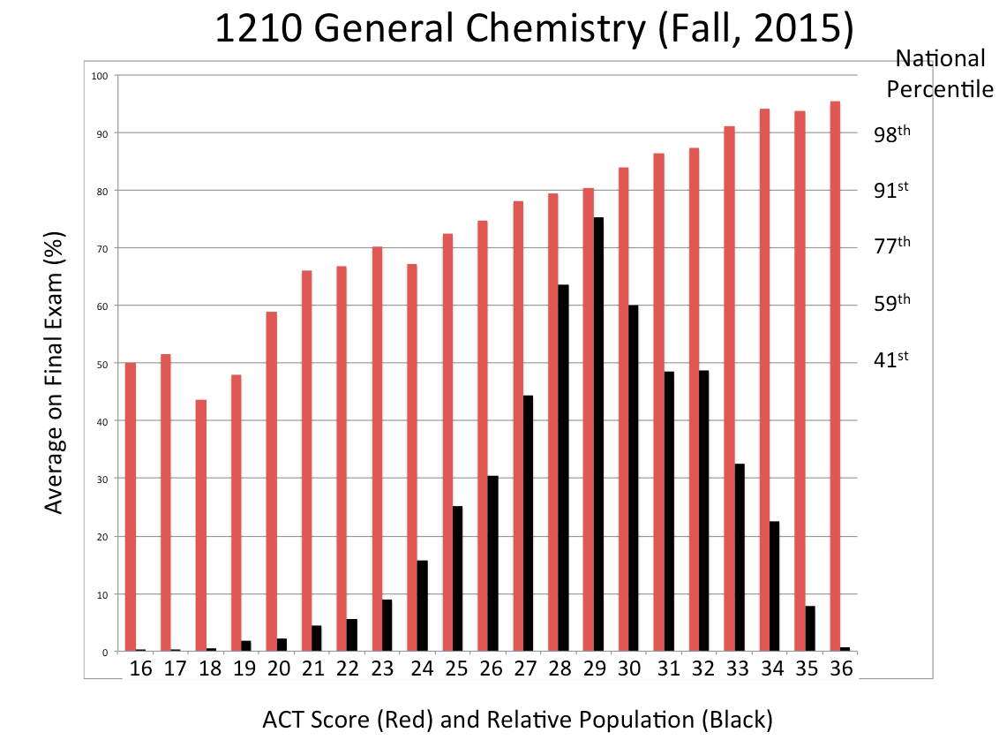 1210 General Chemistry (Fall, 2015)
National
Percentile
100
90
98th
80
91st
70
77th
60
59th
50
41st
40
30
20
10
0
Average on Final Exam (%)
16 17 18 19 20 21 22 23 24 25 26 27 28 29 30 31 32 33 34 35 36
ACT Score (Red) and Relative Population (Black)